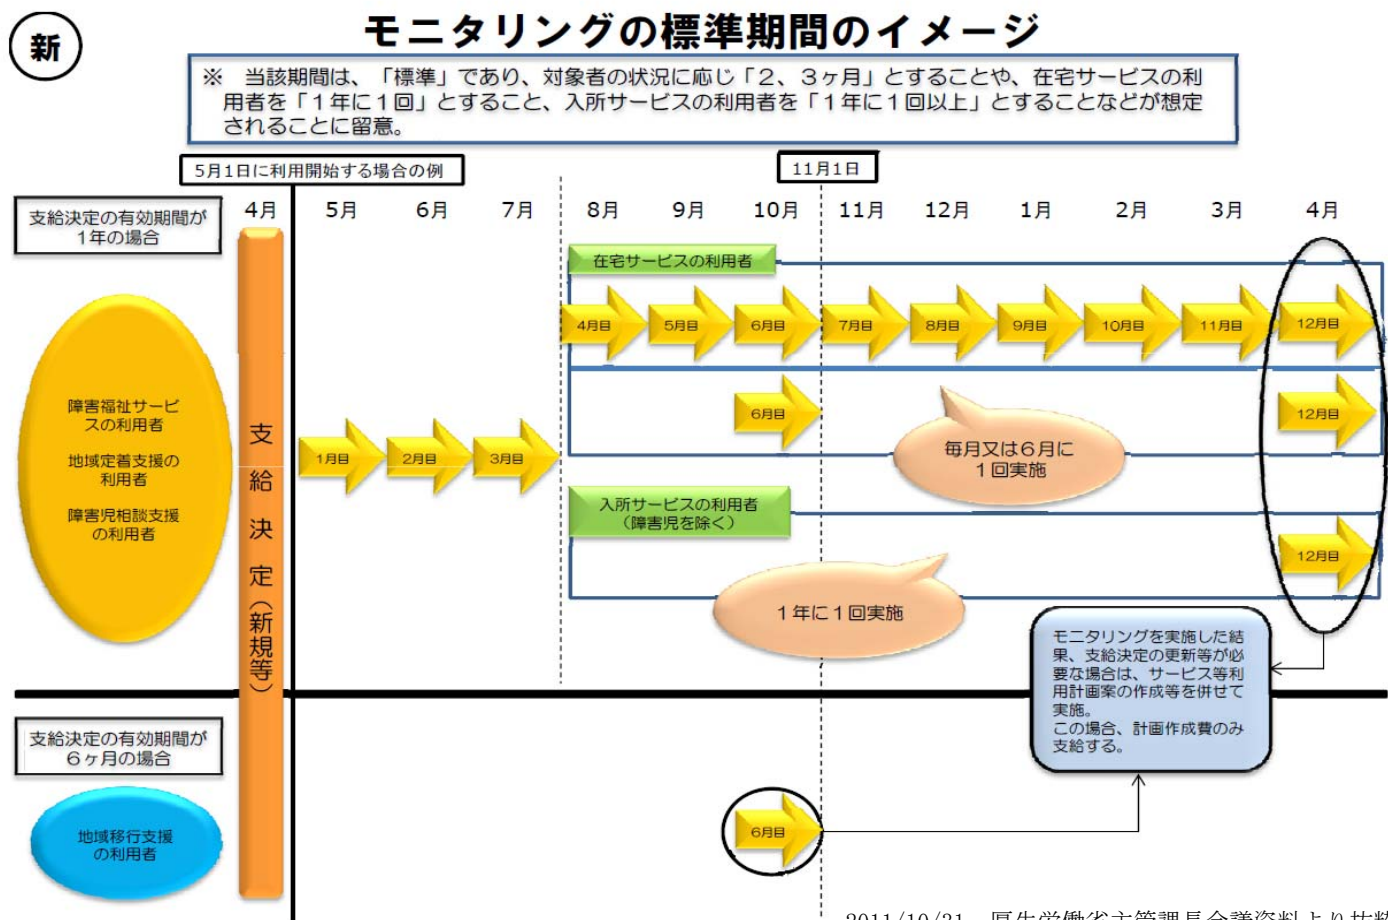 新
モニタリングの標準期間のイメージ
※　当該期間は、「標準」であり、対象者の状況に応じ「２、３ヶ月」とすることや、在宅サービスの利
用者を「１年に１回」とすること、入所サービスの利用者を「１年に１回以上」とすることなどが想定
されることに留意。
5月1日に利用開始する場合の例
11月1日
支給決定の有効期間が
１年の場合
4月
5月
6月
7月
8月
9月
10月
11月
12月
1月
2月
3月
4月
在宅サービスの利用者
4月目
5月目
6月目
7月目
8月目
9月目
10月目
11月目
12月目
障害福祉サービ
スの利用者
地域定着支援の
利用者
障害児相談支援
の利用者
支給決定（新規等）
1月目
2月目
3月目
6月目
12月目
毎月又は６月に
１回実施
入所サービスの利用者
（障害児を除く）
12月目
１年に１回実施
モニタリングを実施した結
果、支給決定の更新等が必
要な場合は、サービス等利
用計画案の作成等を併せて
実施。
この場合、計画作成費のみ
支給する。
支給決定の有効期間が
６ヶ月の場合
地域移行支援
の利用者
6月目
2011/10/31　厚生労働省主管課長会議資料より抜粋